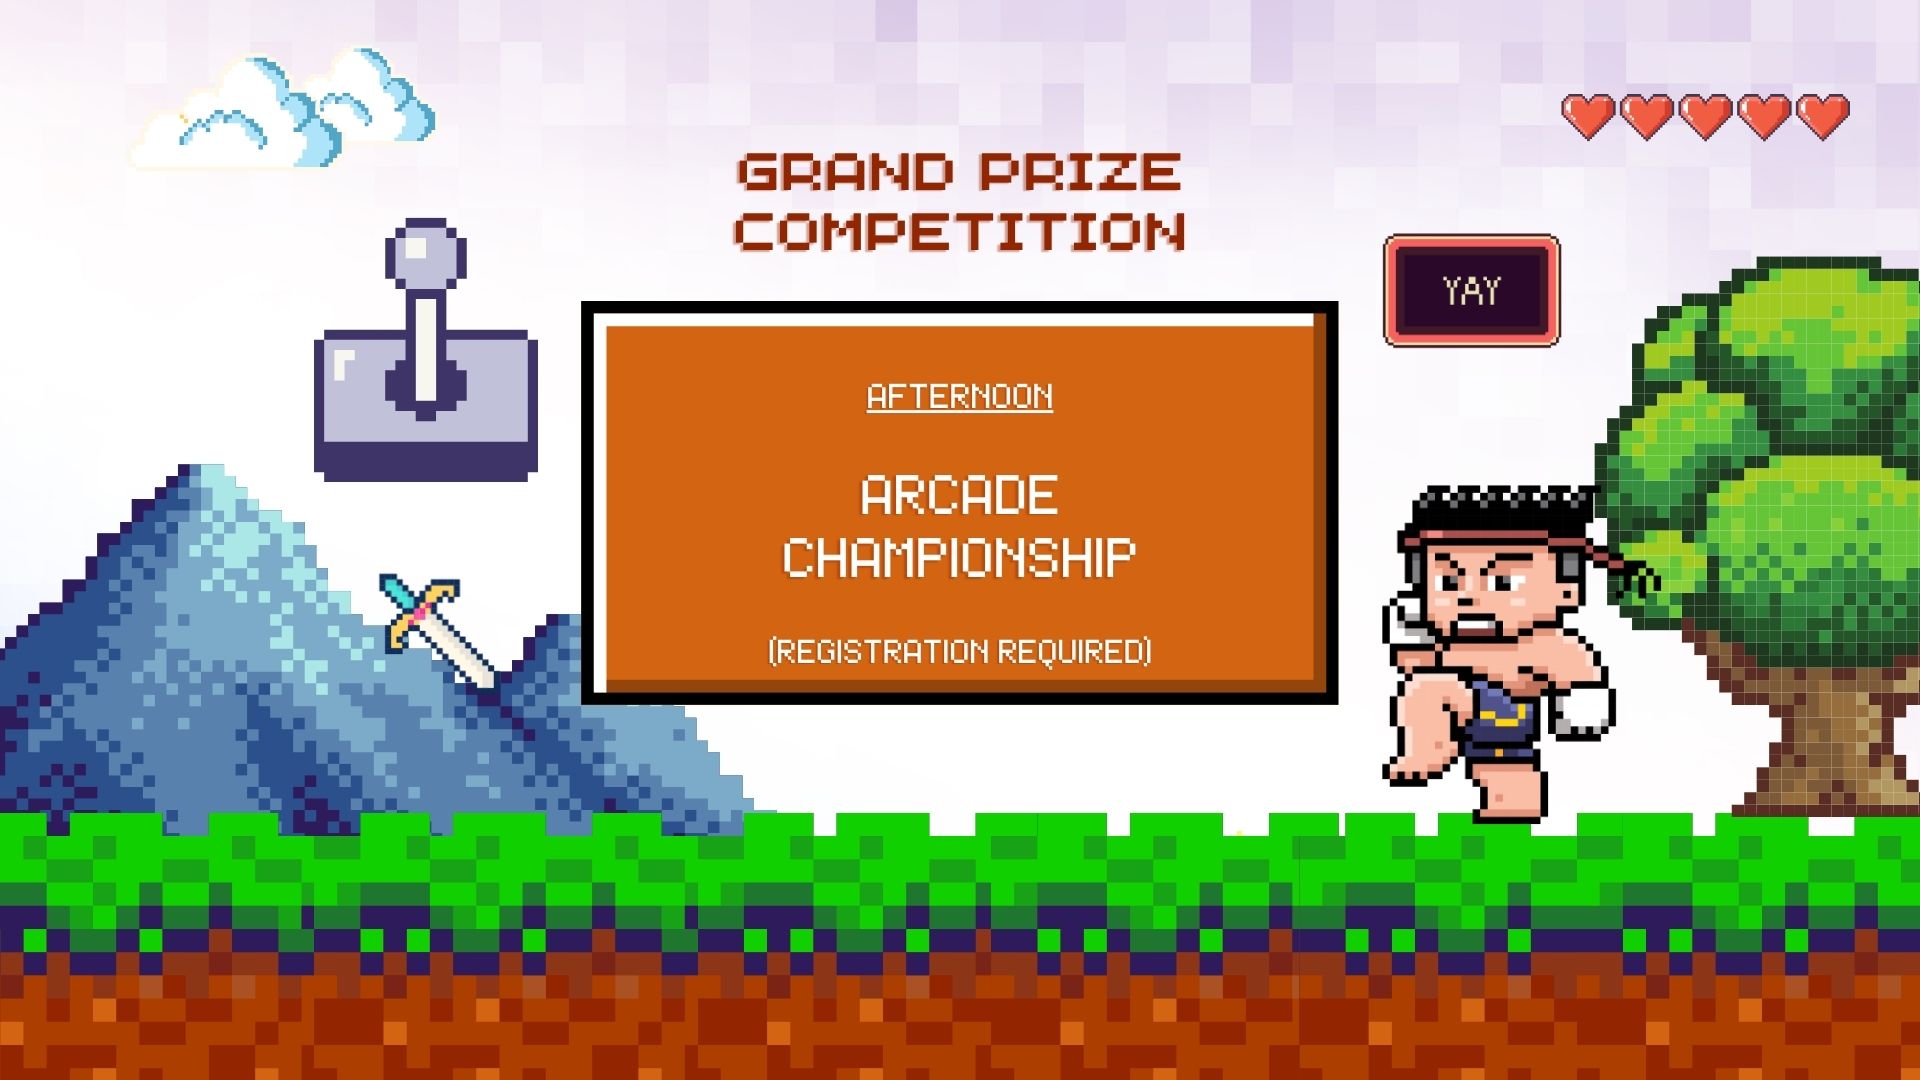 GRAND PRIZE
COMPETITION
YAY
AFTERNOON
ARCADE
CHAMPIONSHIP
(REGISTRATION REQUIRED)